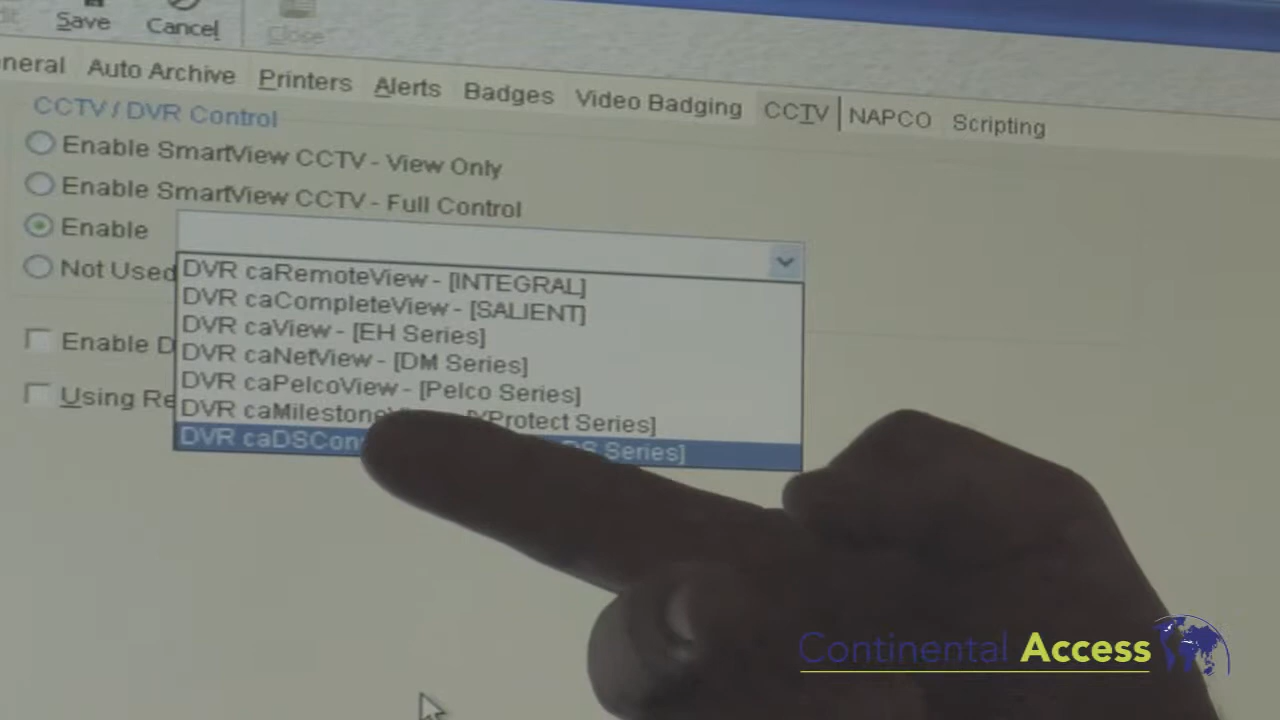 Save Cancel Close
General Auto Archive Printers Alerts Badges Video Badging CCTV NAPCO Scripting
CCTV / DVR Control
Enable SmartView CCTV - View Only
Enable SmartView CCTV - Full Control
Enable
Not Used
DVR caRemoteView - [INTEGRAL]
DVR caCompleteView - [SALIENT]
DVR caView - [EH Series]
DVR caNetView - [DM Series]
Enable D
DVR caPelcoView - [Pelco Series]
Using Re
DVR caMilestone Protect Series]
DVR caDSCon Series]
Continental Access